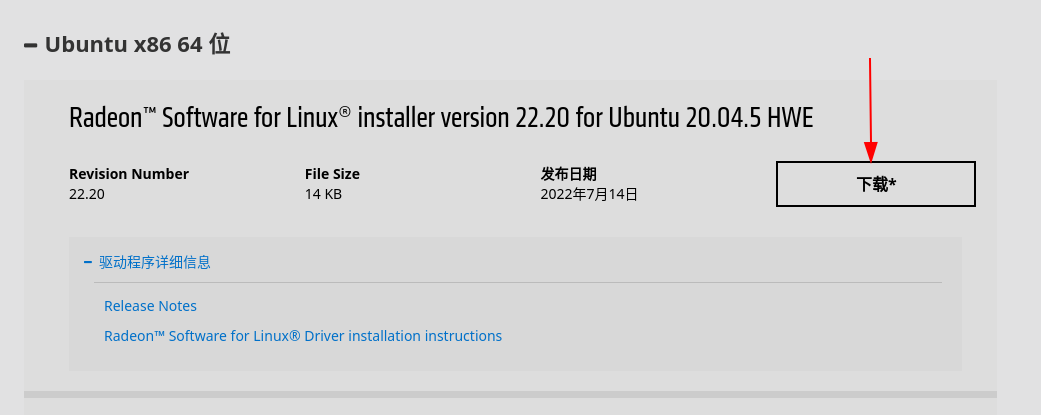 Ubuntu x86 64 位
Radeon™ Software for Linux® installer version 22.20 for Ubuntu 20.04.5 HWE
Revision Number
22.20
File Size
14 KB
发布日期
2022年7月14日
下载*
驱动程序详细信息
Release Notes
Radeon™ Software for Linux® Driver installation instructions